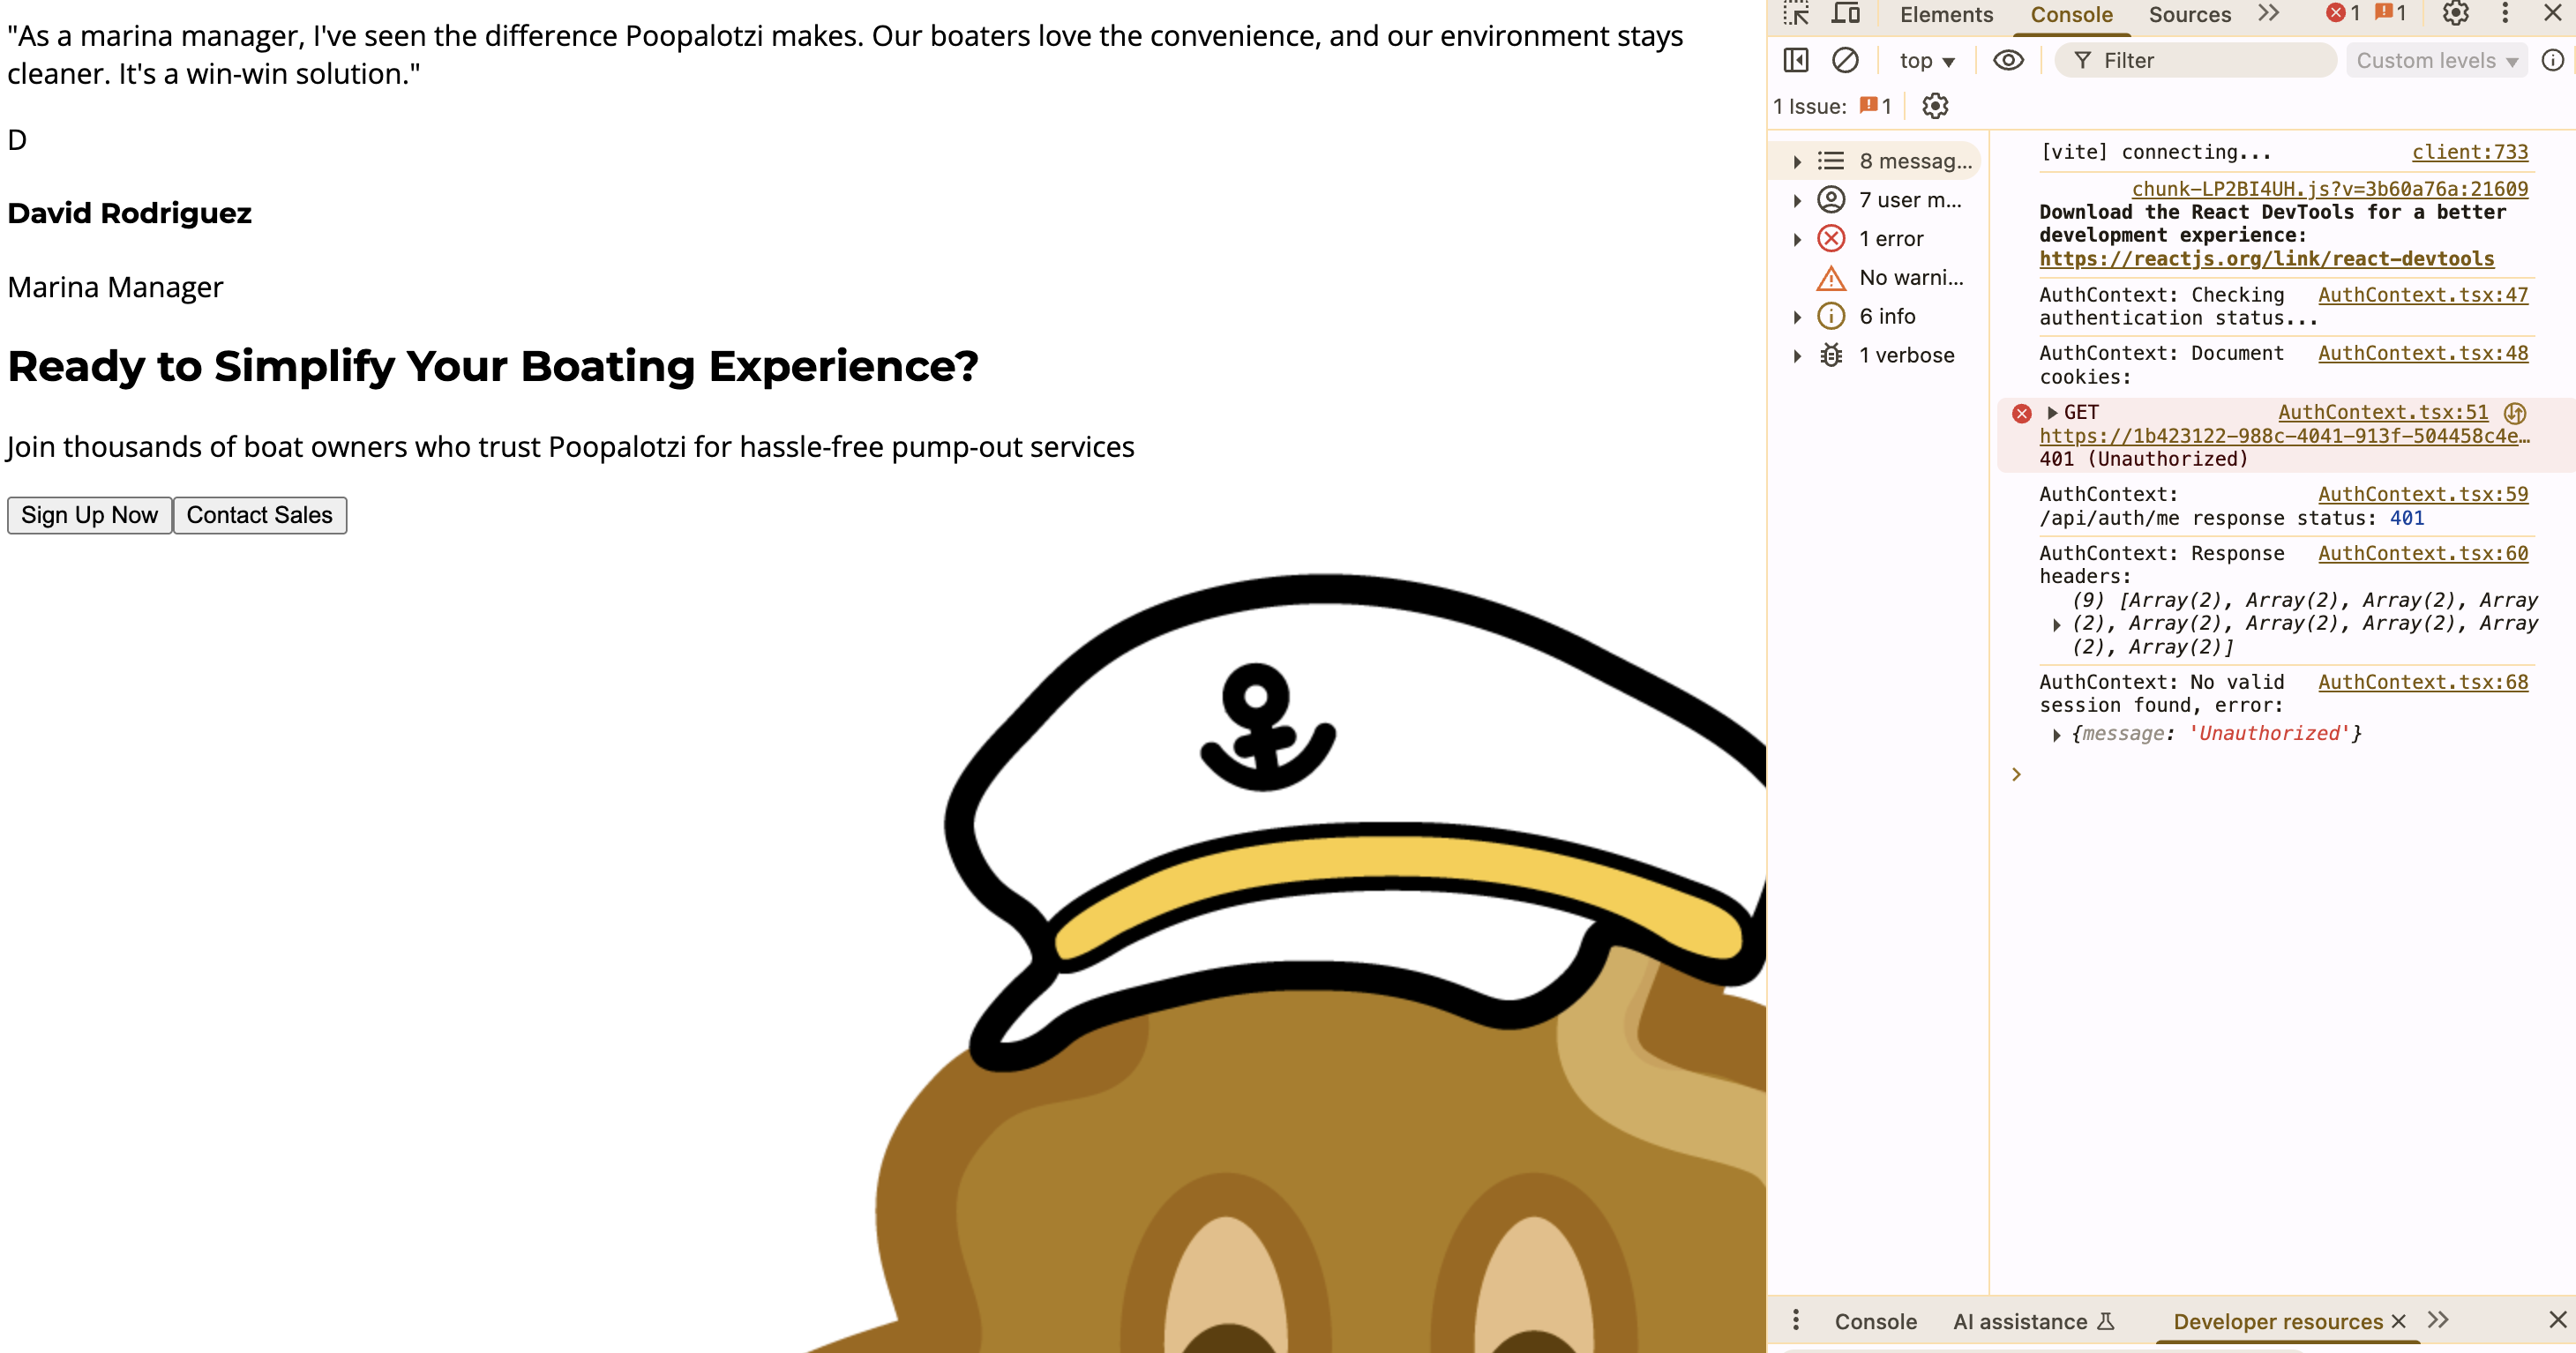 "As a marina manager, I've seen the difference Poopalotzi makes. Our boaters love the convenience, and our environment stays
cleaner. It's a win-win solution."
D
David Rodriguez
Marina Manager
Ready to Simplify Your Boating Experience?
Join thousands of boat owners who trust Poopalotzi for hassle-free pump-out services
Sign Up Now Contact Sales
Elements Console Sources 1 1
top Filter Custom levels
1 Issue: 1
8 messag...
7 user m...
1 error
No warni...
6 info
1 verbose
[vite] connecting... client:733
chunk-LP2BI4UH.js?v=3b60a76a:21609
Download the React DevTools for a better
development experience:
https://reactjs.org/link/react-devtools
AuthContext: Checking AuthContext.tsx:47
authentication status...
AuthContext: Document AuthContext.tsx:48
cookies:
GET AuthContext.tsx:51
https://1b423122-988c-4041-913f-504458c4e…
401 (Unauthorized)
AuthContext: AuthContext.tsx:59
/api/auth/me response status: 401
AuthContext: Response AuthContext.tsx:60
headers:
(9) [Array(2), Array(2), Array(2), Array
(2), Array(2), Array(2), Array(2), Array
(2), Array(2)]
AuthContext: No valid AuthContext.tsx:68
session found, error:
{message: 'Unauthorized'}
Console AI assistance Developer resources